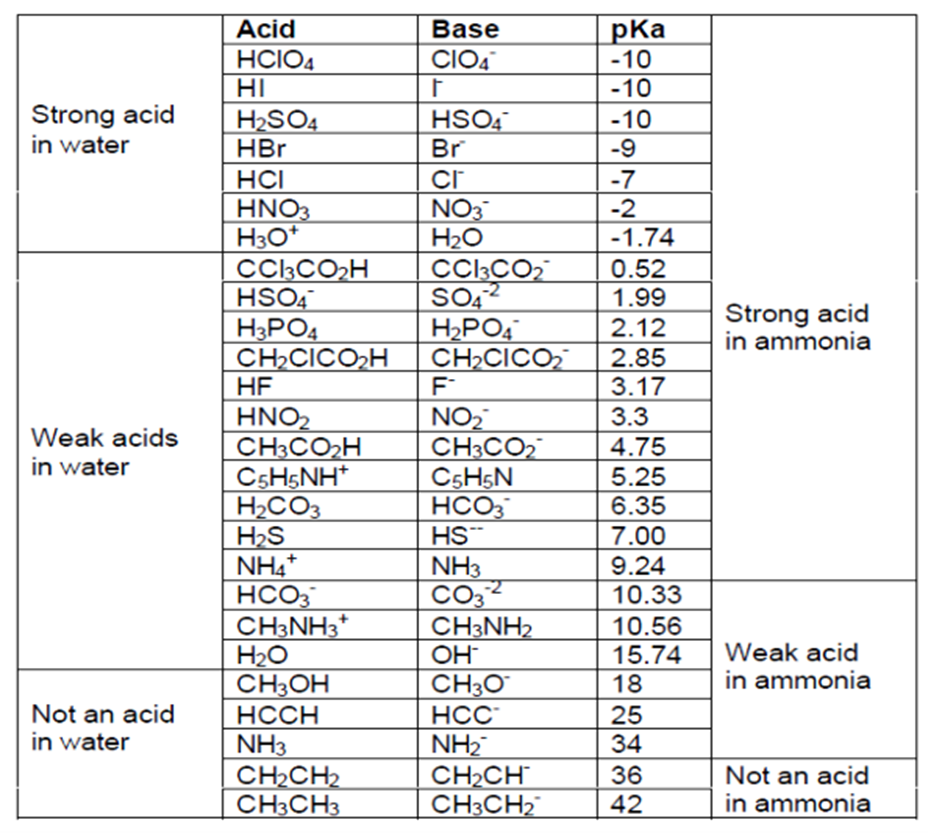 Acid Base pKa
HClO₄ ClO₄⁻ -10
HI I⁻ -10
Strong acid
in water
H₂SO₄ HSO₄⁻ -10
HBr Br⁻ -9
HCl Cl⁻ -7
HNO₃ NO₃⁻ -2
H₃O⁺ H₂O -1.74
CCl₃CO₂H CCl₃CO₂⁻ 0.52
HSO₄⁻ SO₄⁻² 1.99
Strong acid
in ammonia
H₃PO₄ H₂PO₄⁻ 2.12
CH₂ClCO₂H CH₂ClCO₂⁻ 2.85
HF F⁻ 3.17
HNO₂ NO₂⁻ 3.3
Weak acids
in water
CH₃CO₂H CH₃CO₂⁻ 4.75
C₅H₅NH⁺ C₅H₅N 5.25
H₂CO₃ HCO₃⁻ 6.35
H₂S HS⁻⁻ 7.00
NH₄⁺ NH₃ 9.24
HCO₃⁻ CO₃⁻² 10.33
CH₃NH₃⁺ CH₃NH₂ 10.56
H₂O OH⁻ 15.74
Weak acid
in ammonia
CH₃OH CH₃O⁻ 18
Not an acid
in water
HCCH HCC⁻ 25
NH₃ NH₂⁻ 34
CH₂CH₂ CH₂CH⁻ 36
Not an acid
in ammonia
CH₃CH₃ CH₃CH₂⁻ 42